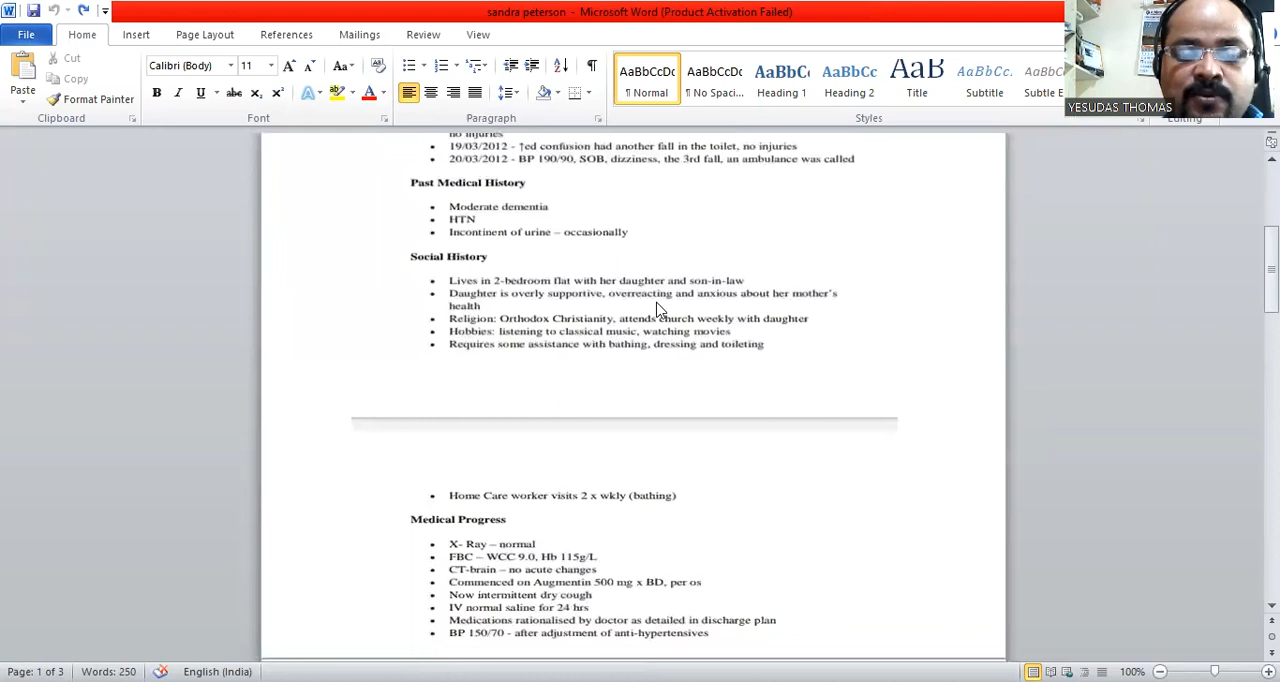 sandra peterson - Microsoft Word (Product Activation Failed)
File Home Insert Page Layout References Mailings Review View
Cut
Copy
Paste
Format Painter
Calibri (Body) 11
AaBbCcDc AaBbCcDc AaBbCc AaBbCc AaB AaBbCc. AaBbCc
¶ Normal ¶ No Spaci... Heading 1 Heading 2 Title Subtitle Subtle E
YESUDAS THOMAS
Clipboard Font Paragraph Styles Editing
no injuries
• 19/03/2012 - ↑ed confusion had another fall in the toilet, no injuries
• 20/03/2012 - BP 190/90, SOB, dizziness, the 3rd fall, an ambulance was called
Past Medical History
• Moderate dementia
• HTN
• Incontinent of urine – occasionally
Social History
• Lives in 2-bedroom flat with her daughter and son-in-law
• Daughter is overly supportive, overreacting and anxious about her mother's
health
• Religion: Orthodox Christianity, attends church weekly with daughter
• Hobbies: listening to classical music, watching movies
• Requires some assistance with bathing, dressing and toileting
• Home Care worker visits 2 x wkly (bathing)
Medical Progress
• X- Ray – normal
• FBC – WCC 9.0, Hb 115g/L
• CT-brain – no acute changes
• Commenced on Augmentin 500 mg x BD, per os
• Now intermittent dry cough
• IV normal saline for 24 hrs
• Medications rationalised by doctor as detailed in discharge plan
• BP 150/70 - after adjustment of anti-hypertensives
Page: 1 of 3 Words: 250 English (India) 100%